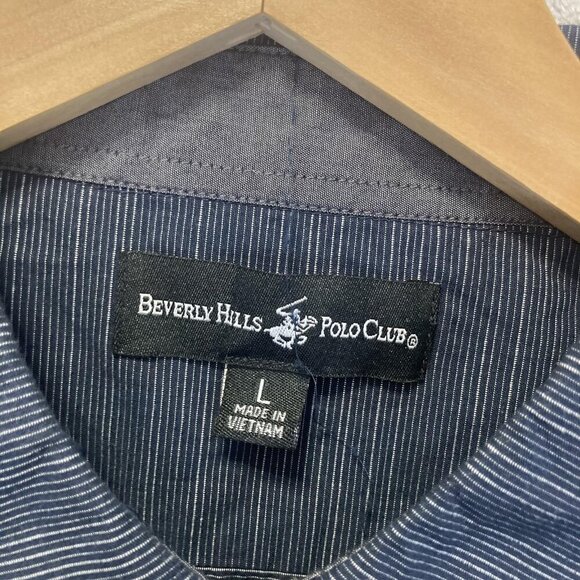 BEVERLY HILLS POLO CLUB®
L
MADE IN
VIETNAM